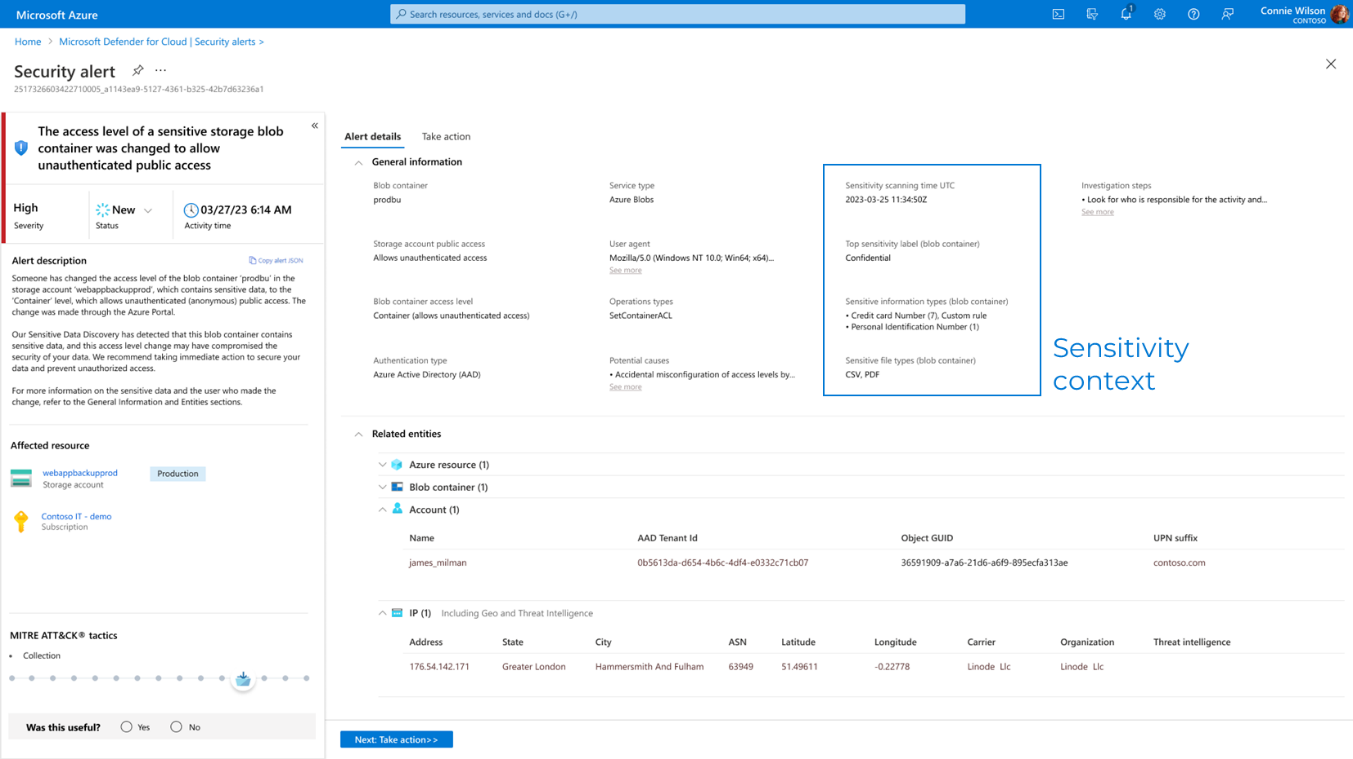 Microsoft Azure
Search resources, services and docs (G+/)
1
Connie Wilson
CONTOSO
Home > Microsoft Defender for Cloud | Security alerts >
Security alert ...
2517326603422710005_a1143ea9-5127-4361-b325-42b7d63236a1
«
The access level of a sensitive storage blob
container was changed to allow
unauthenticated public access
High
Severity
New
Status
03/27/23 6:14 AM
Activity time
Alert description
Copy alert JSON
Someone has changed the access level of the blob container 'prodbu' in the
storage account 'webappbackupprod', which contains sensitive data, to the
'Container' level, which allows unauthenticated (anonymous) public access. The
change was made through the Azure Portal.
Our Sensitive Data Discovery has detected that this blob container contains
sensitive data, and this access level change may have compromised the
security of your data. We recommend taking immediate action to secure your
data and prevent unauthorized access.
For more information on the sensitive data and the user who made the
change, refer to the General Information and Entities sections.
Affected resource
webappbackupprod
Storage account
Production
Contoso IT - demo
Subscription
MITRE ATT&CK® tactics
• Collection
Was this useful? Yes No
Alert details Take action
General information
Blob container
prodbu
Storage account public access
Allows unauthenticated access
Blob container access level
Container (allows unauthenticated access)
Authentication type
Azure Active Directory (AAD)
Service type
Azure Blobs
User agent
Mozilla/5.0 (Windows NT 10.0; Win64; x64)...
See more
Operations types
SetContainerACL
Potential causes
• Accidental misconfiguration of access levels by...
See more
Sensitivity scanning time UTC
2023-03-25 11:34:50Z
Top sensitivity label (blob container)
Confidential
Sensitive information types (blob container)
• Credit card Number (7), Custom rule
• Personal Identification Number (1)
Sensitive file types (blob container)
CSV, PDF
Investigation steps
• Look for who is responsible for the activity and...
See more
Sensitivity
context
Related entities
Azure resource (1)
Blob container (1)
Account (1)
Name AAD Tenant Id Object GUID UPN suffix
james_milman 0b5613da-d654-4b6c-4df4-e0332c71cb07 36591909-a7a6-21d6-a6f9-895ecfa313ae contoso.com
IP (1) Including Geo and Threat Intelligence
Address State City ASN Latitude Longitude Carrier Organization Threat intelligence
176.54.142.171 Greater London Hammersmith And Fulham 63949 51.49611 -0.22778 Linode Llc Linode Llc
Next: Take action>>